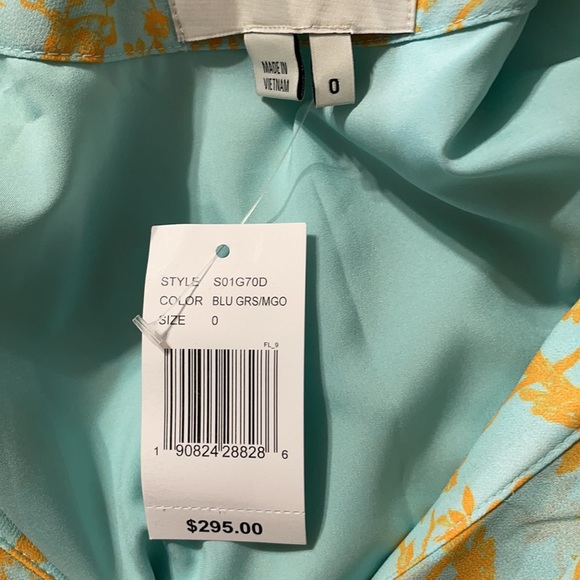 MADE IN
VIETNAM
0
STYLE S01G70D
COLOR BLU GRS/MGO
SIZE 0
FL_9
1 90824 28828 6
$295.00